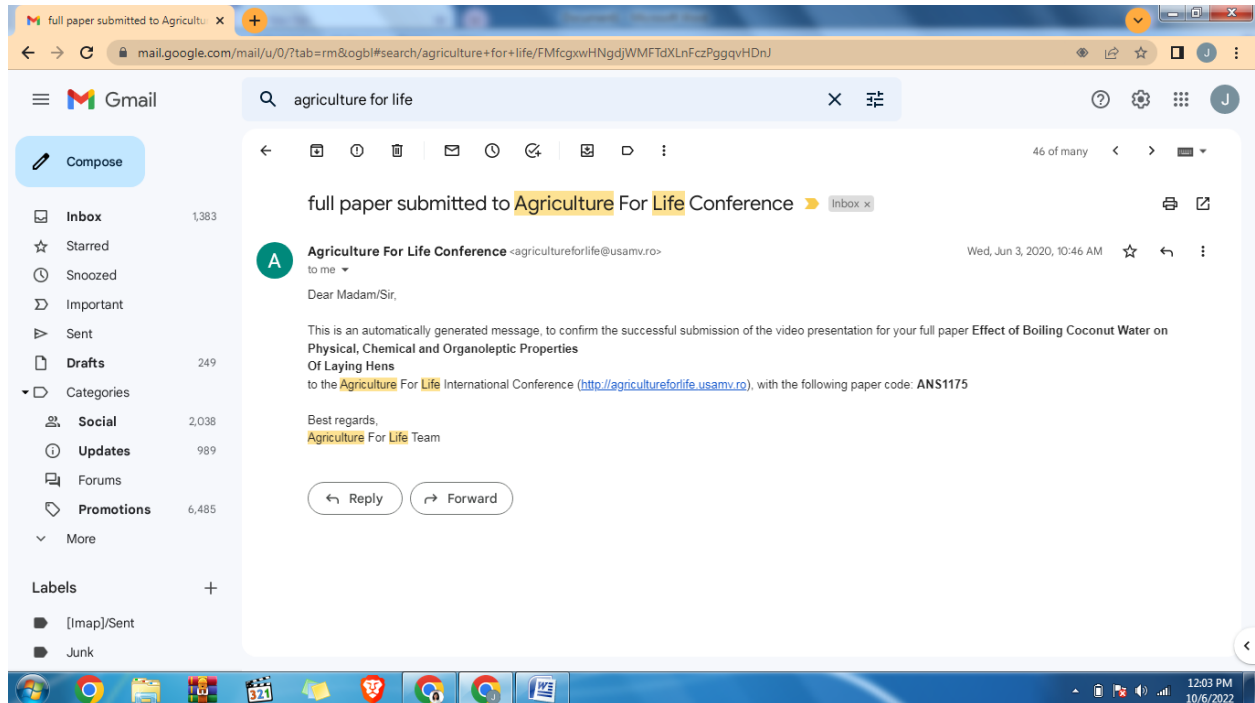 full paper submitted to Agricultu
mail.google.com/mail/u/0/?tab=rm&ogbl#search/agriculture+for+life/FMfcgxwHNgdjWMFTdXLnFczPggqvHDnJ
J
Gmail
agriculture for life
J
Compose
46 of many
Inbox 1,383
Starred
Snoozed
Important
Sent
Drafts 249
Categories
Social 2,038
Updates 989
Forums
Promotions 6,485
More
Labels
[Imap]/Sent
Junk
full paper submitted to Agriculture For Life Conference Inbox x
A
Agriculture For Life Conference <agricultureforlife@usamv.ro> Wed, Jun 3, 2020, 10:46 AM
to me
Dear Madam/Sir,
This is an automatically generated message, to confirm the successful submission of the video presentation for your full paper Effect of Boiling Coconut Water on
Physical, Chemical and Organoleptic Properties
Of Laying Hens
to the Agriculture For Life International Conference (http://agricultureforlife.usamv.ro), with the following paper code: ANS1175
Best regards,
Agriculture For Life Team
Reply Forward
321
12:03 PM
10/6/2022